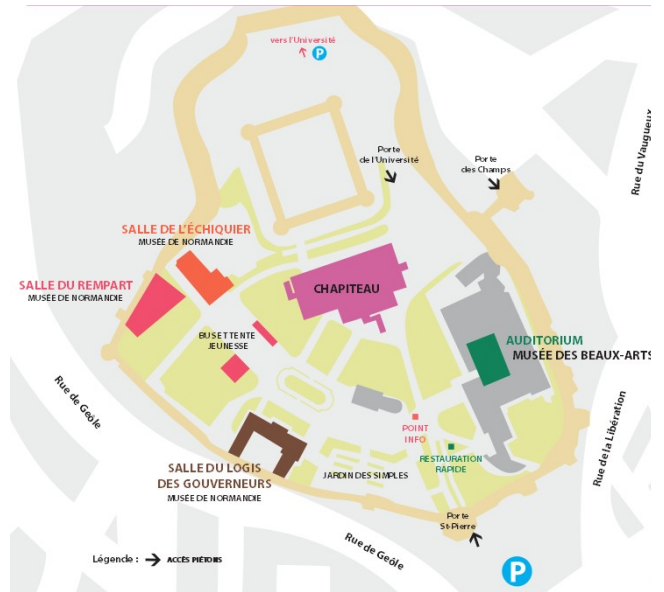 vers l'Université
P
Porte
de l'Université
Porte
des Champs
Rue du Vaugueux
SALLE DE L'ÉCHIQUIER
MUSÉE DE NORMANDIE
SALLE DU REMPART
MUSÉE DE NORMANDIE
CHAPITEAU
BUS ET TENTE
JEUNESSE
AUDITORIUM
MUSÉE DES BEAUX-ARTS
Rue de Geôle
POINT
INFO
RESTAURATION
RAPIDE
Rue de la Libération
SALLE DU LOGIS
DES GOUVERNEURS
MUSÉE DE NORMANDIE
JARDIN DES SIMPLES
Porte
St-Pierre
Rue de Geôle
Légende : ACCÈS PIÉTONS
P